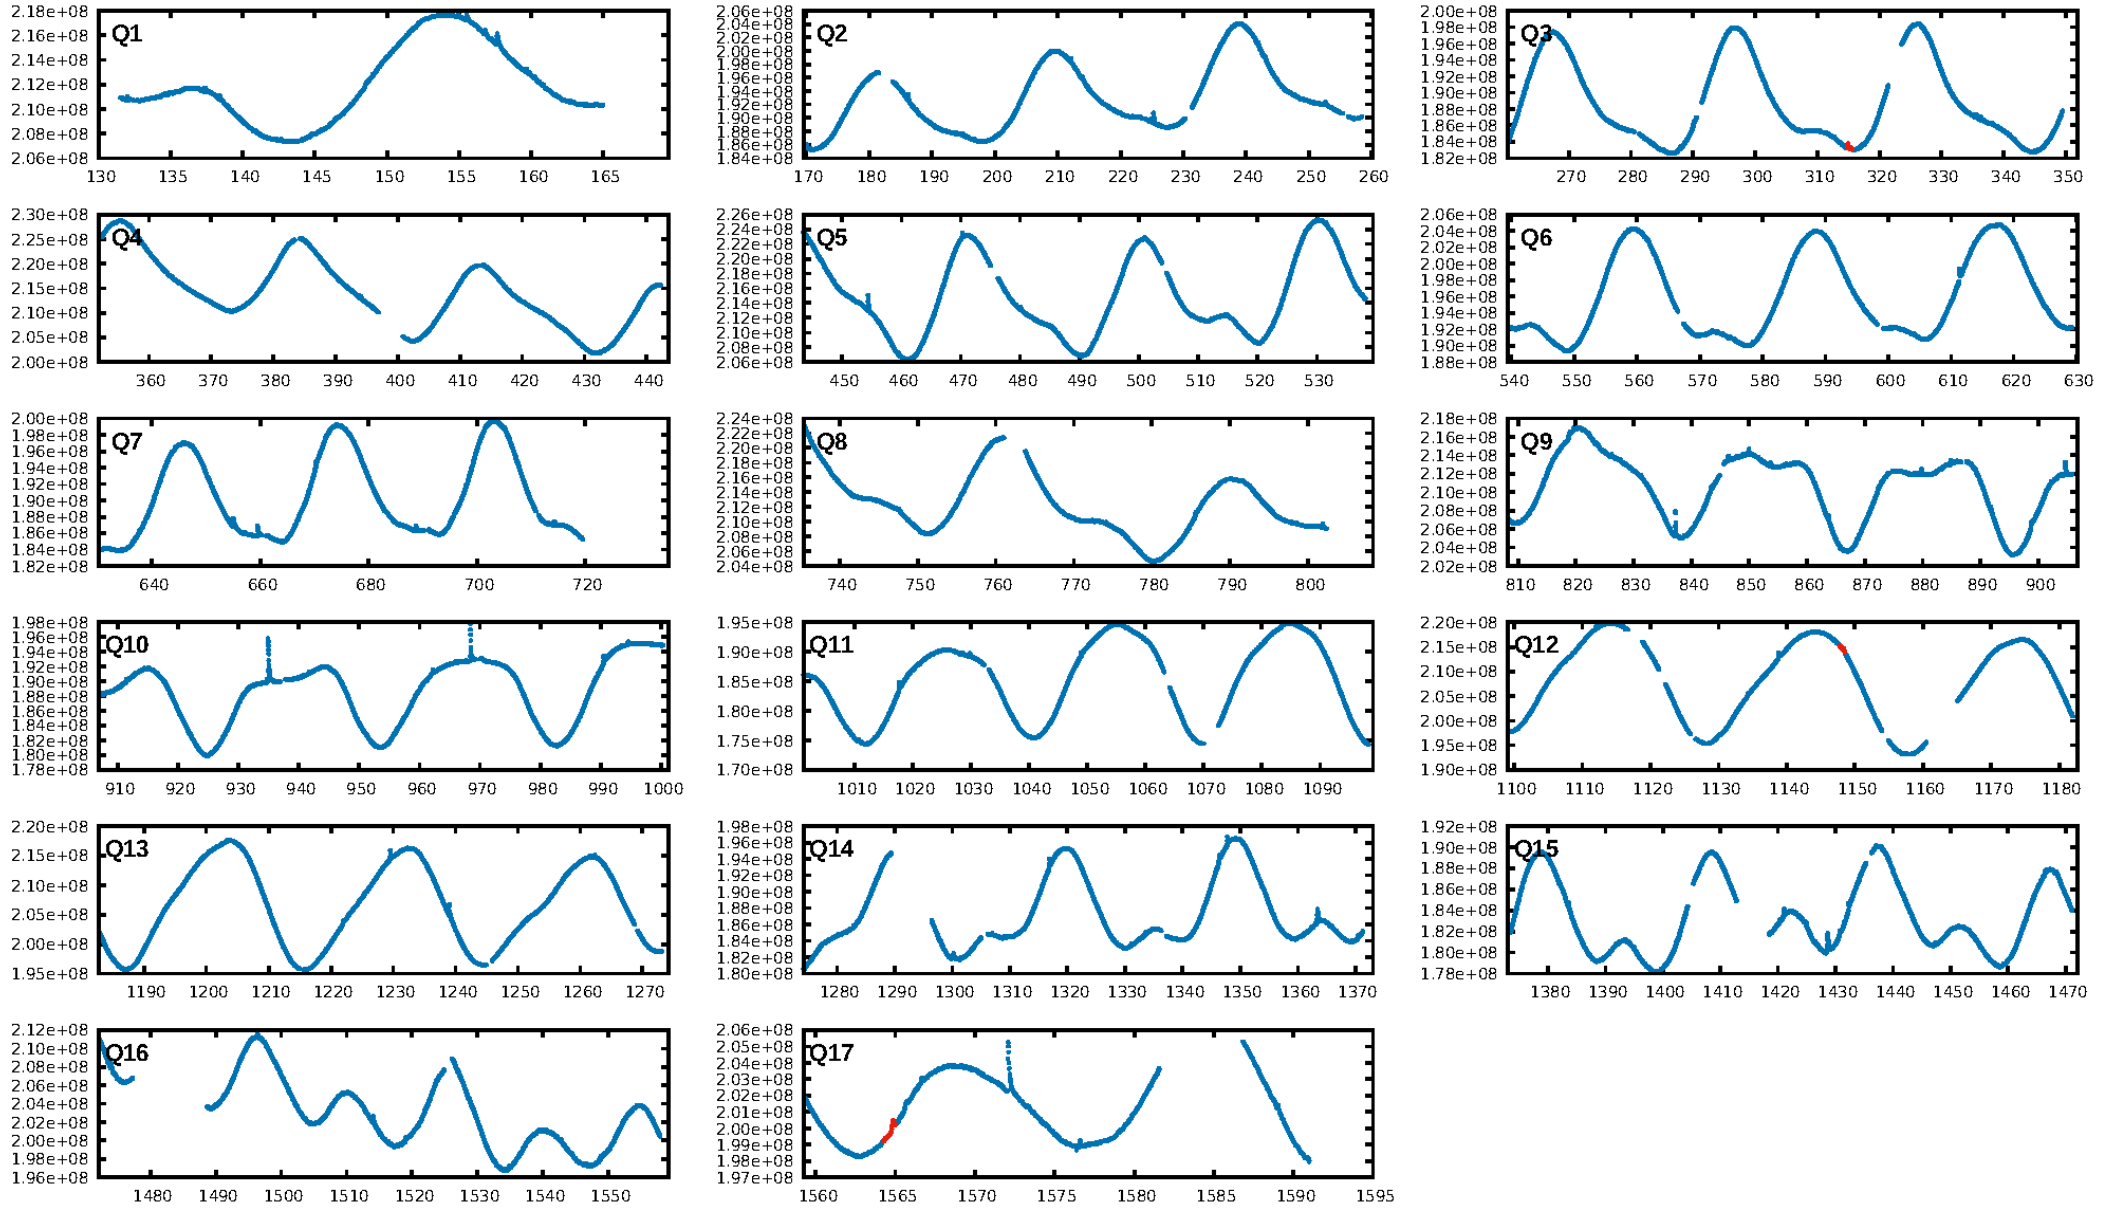 Q1
2.18e+08
2.16e+08
2.14e+08
2.12e+08
2.10e+08
2.08e+08
2.06e+08
130 135 140 145 150 155 160 165
Q2
2.06e+08
2.04e+08
2.02e+08
2.00e+08
1.98e+08
1.96e+08
1.94e+08
1.92e+08
1.90e+08
1.88e+08
1.86e+08
1.84e+08
170 180 190 200 210 220 230 240 250 260
Q3
2.00e+08
1.98e+08
1.96e+08
1.94e+08
1.92e+08
1.90e+08
1.88e+08
1.86e+08
1.84e+08
1.82e+08
270 280 290 300 310 320 330 340 350
Q4
2.30e+08
2.25e+08
2.20e+08
2.15e+08
2.10e+08
2.05e+08
2.00e+08
360 370 380 390 400 410 420 430 440
Q5
2.26e+08
2.24e+08
2.22e+08
2.20e+08
2.18e+08
2.16e+08
2.14e+08
2.12e+08
2.10e+08
2.08e+08
2.06e+08
450 460 470 480 490 500 510 520 530
Q6
2.06e+08
2.04e+08
2.02e+08
2.00e+08
1.98e+08
1.96e+08
1.94e+08
1.92e+08
1.90e+08
1.88e+08
540 550 560 570 580 590 600 610 620 630
Q7
2.00e+08
1.98e+08
1.96e+08
1.94e+08
1.92e+08
1.90e+08
1.88e+08
1.86e+08
1.84e+08
1.82e+08
640 660 680 700 720
Q8
2.24e+08
2.22e+08
2.20e+08
2.18e+08
2.16e+08
2.14e+08
2.12e+08
2.10e+08
2.08e+08
2.06e+08
2.04e+08
740 750 760 770 780 790 800
Q9
2.18e+08
2.16e+08
2.14e+08
2.12e+08
2.10e+08
2.08e+08
2.06e+08
2.04e+08
2.02e+08
810 820 830 840 850 860 870 880 890 900
Q10
1.98e+08
1.96e+08
1.94e+08
1.92e+08
1.90e+08
1.88e+08
1.86e+08
1.84e+08
1.82e+08
1.80e+08
1.78e+08
910 920 930 940 950 960 970 980 990 1000
Q11
1.95e+08
1.90e+08
1.85e+08
1.80e+08
1.75e+08
1.70e+08
1010 1020 1030 1040 1050 1060 1070 1080 1090
Q12
2.20e+08
2.15e+08
2.10e+08
2.05e+08
2.00e+08
1.95e+08
1.90e+08
1100 1110 1120 1130 1140 1150 1160 1170 1180
Q13
2.20e+08
2.15e+08
2.10e+08
2.05e+08
2.00e+08
1.95e+08
1190 1200 1210 1220 1230 1240 1250 1260 1270
Q14
1.98e+08
1.96e+08
1.94e+08
1.92e+08
1.90e+08
1.88e+08
1.86e+08
1.84e+08
1.82e+08
1.80e+08
1280 1290 1300 1310 1320 1330 1340 1350 1360 1370
Q15
1.92e+08
1.90e+08
1.88e+08
1.86e+08
1.84e+08
1.82e+08
1.80e+08
1.78e+08
1380 1390 1400 1410 1420 1430 1440 1450 1460 1470
Q16
2.12e+08
2.10e+08
2.08e+08
2.06e+08
2.04e+08
2.02e+08
2.00e+08
1.98e+08
1.96e+08
1480 1490 1500 1510 1520 1530 1540 1550
Q17
2.06e+08
2.05e+08
2.04e+08
2.03e+08
2.02e+08
2.01e+08
2.00e+08
1.99e+08
1.98e+08
1.97e+08
1560 1565 1570 1575 1580 1585 1590 1595